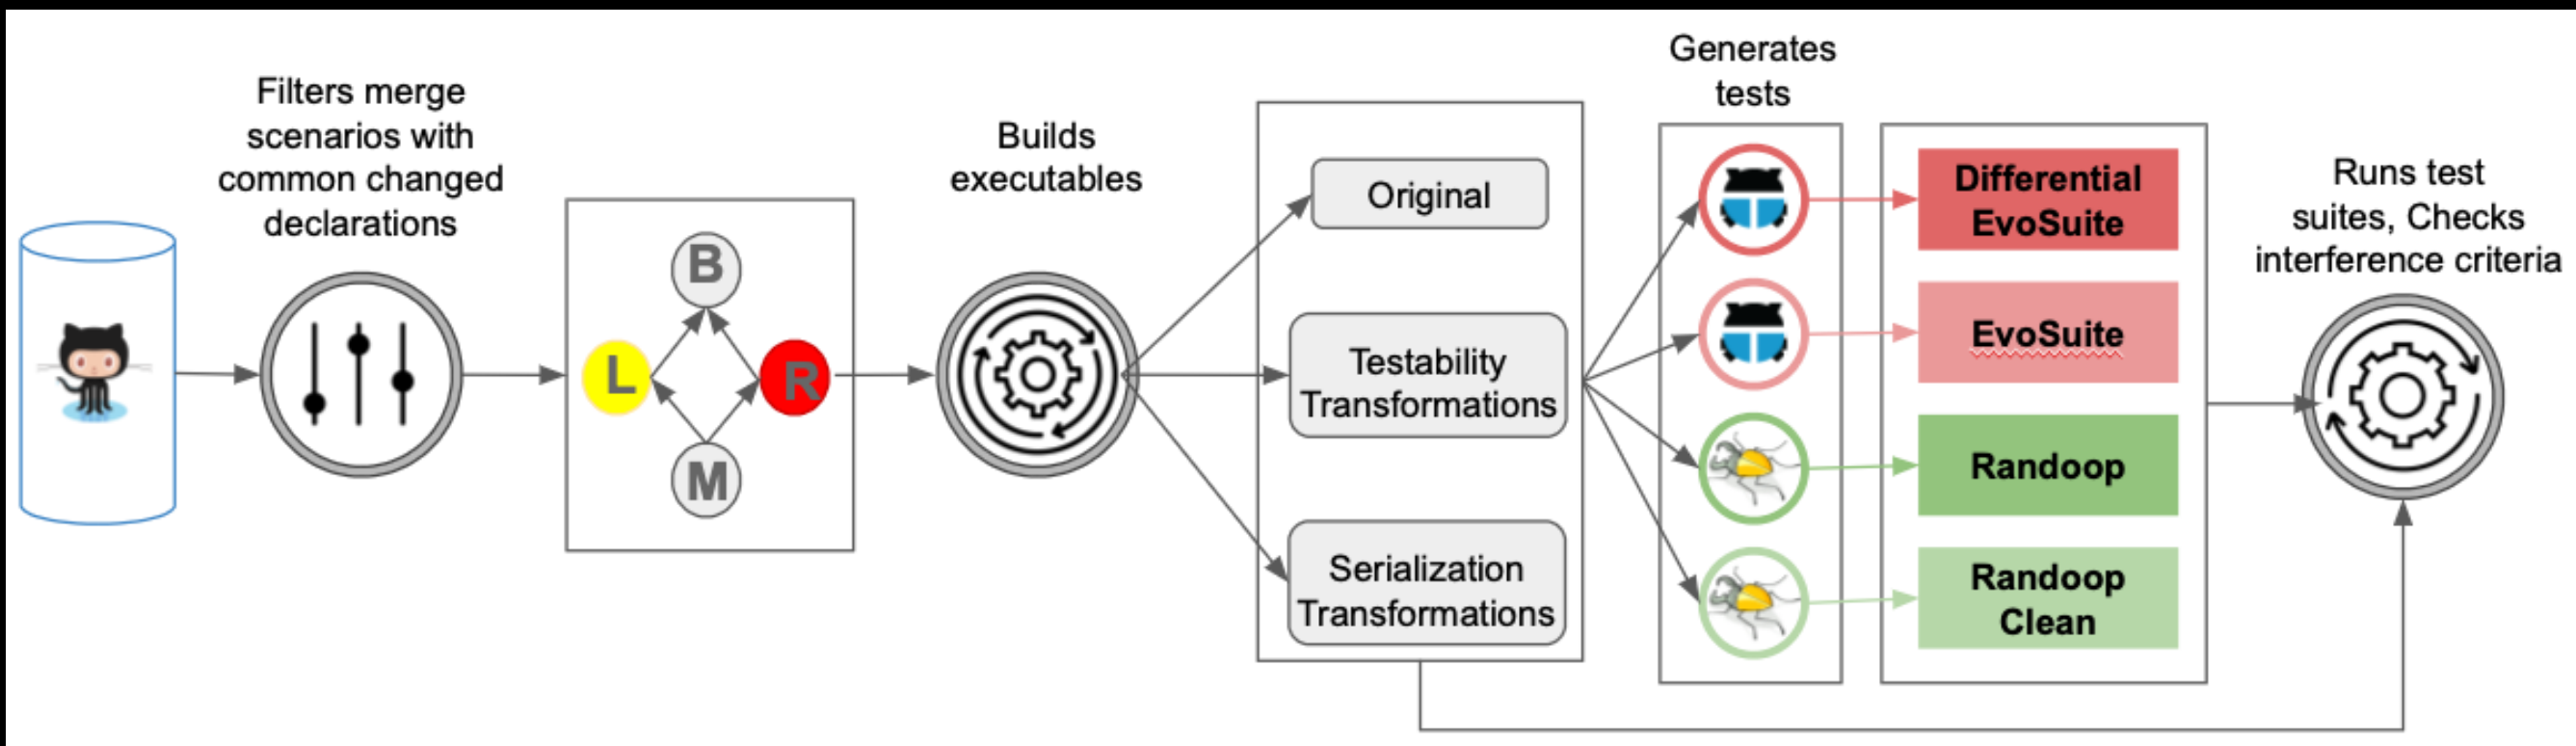 Filters merge
scenarios with
common changed
declarations
B
L
R
M
Builds
executables
Original
Testability
Transformations
Serialization
Transformations
Generates
tests
Differential
EvoSuite
EvoSuite
Randoop
Randoop
Clean
Runs test
suites, Checks
interference criteria